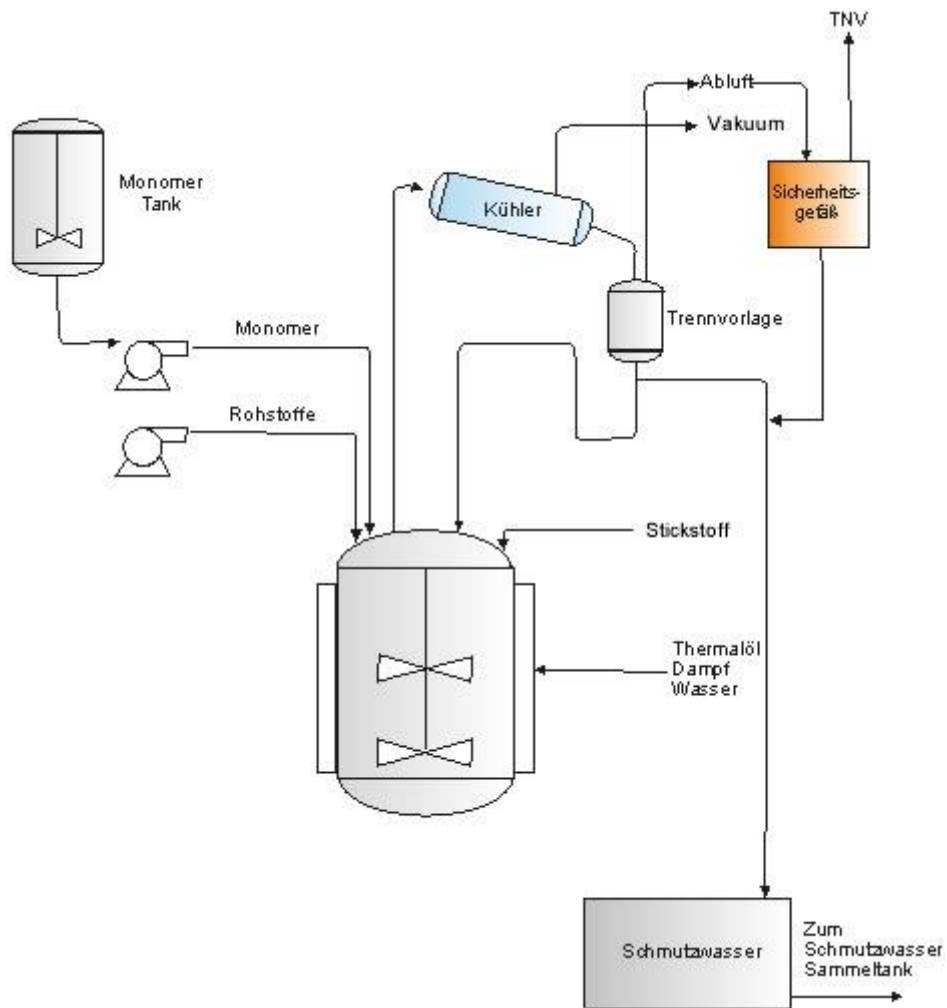 TNV
Abluft
Vakuum
Monomer
Tank
Kühler
Sicherheits-
gefäß
Trennvorlage
Monomer
Rohstoffe
Stickstoff
Thermalöl
Dampf
Wasser
Schmutzwasser
Zum
Schmutzwasser
Sammeltank